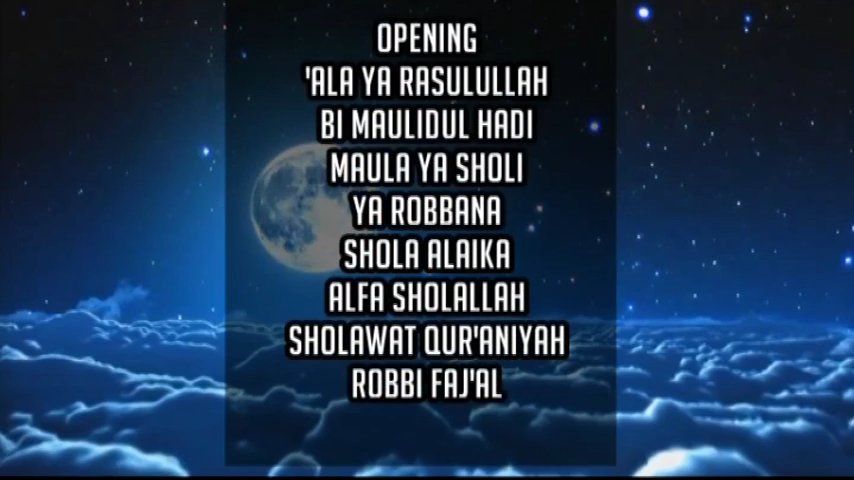 OPENING
'ALA YA RASULULLAH
BI MAULIDUL HADI
MAULA YA SHOLI
YA ROBBANA
SHOLA ALAIKA
ALFA SHOLALLAH
SHOLAWAT QUR'ANIYAH
ROBBI FAJ'AL